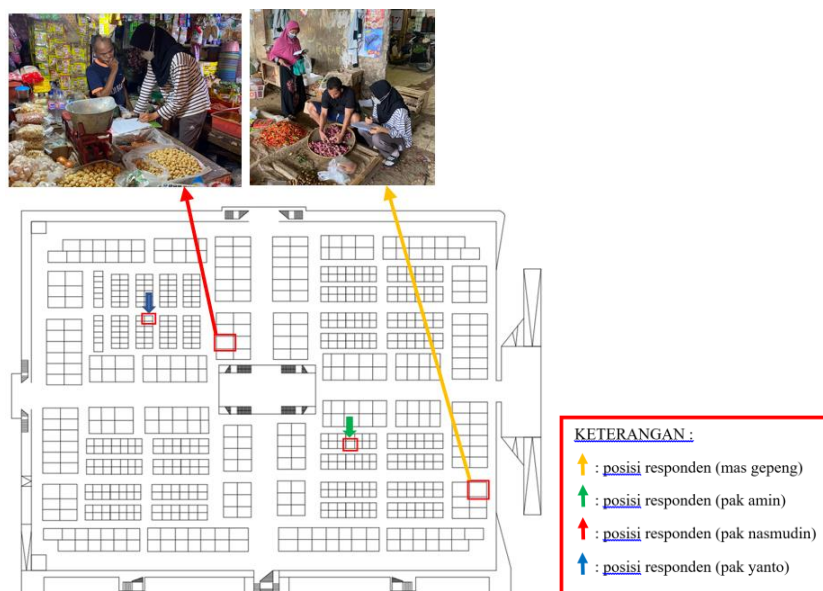 KETERANGAN :
: posisi responden (mas gepeng)
: posisi responden (pak amin)
: posisi responden (pak nasmudin)
: posisi responden (pak yanto)